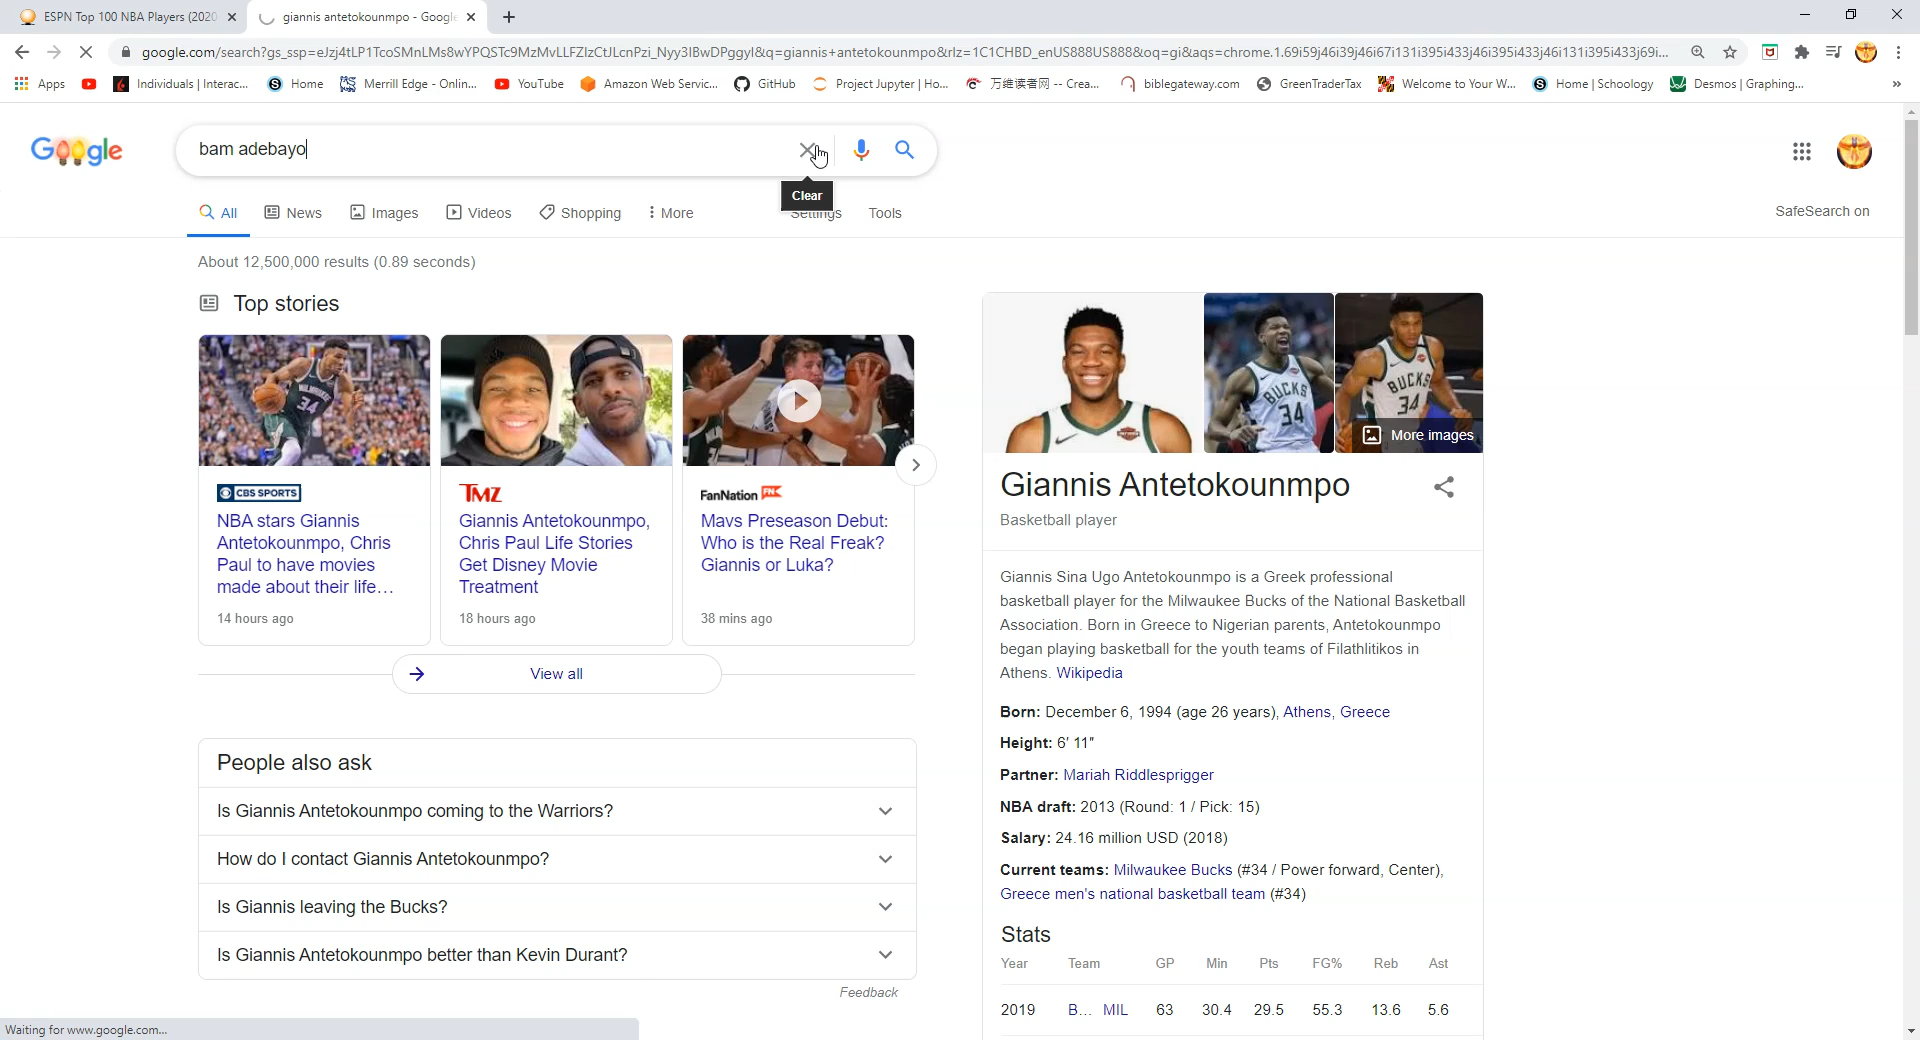 ESPN Top 100 NBA Players (2020
giannis antetokounmpo - Google
google.com/search?gs_ssp=eJzj4tLP1TcoSMnLMs8wYPQSTc9MzMvLLFZIzCtJLcnPzi_Nyy3IBwDPggyl&q=giannis+antetokounmpo&rlz=1C1CHBD_enUS888US888&oq=gi&aqs=chrome.1.69i59j46i39j46i67i131i395i433j46i395i433j46i131i395i433j69i...
Apps
Individuals | Interac...
Home
Merrill Edge - Onlin...
YouTube
Amazon Web Servic...
GitHub
Project Jupyter | Ho...
万维读者网 -- Crea...
biblegateway.com
GreenTraderTax
Welcome to Your W...
Home | Schoology
Desmos | Graphing...
Google
bam adebayo
Clear
All
News
Images
Videos
Shopping
More
Settings
Tools
SafeSearch on
About 12,500,000 results (0.89 seconds)
Top stories
CBS SPORTS
NBA stars Giannis
Antetokounmpo, Chris
Paul to have movies
made about their life...
14 hours ago
TMZ
Giannis Antetokounmpo,
Chris Paul Life Stories
Get Disney Movie
Treatment
18 hours ago
FanNation FN
Mavs Preseason Debut:
Who is the Real Freak?
Giannis or Luka?
38 mins ago
View all
People also ask
Is Giannis Antetokounmpo coming to the Warriors?
How do I contact Giannis Antetokounmpo?
Is Giannis leaving the Bucks?
Is Giannis Antetokounmpo better than Kevin Durant?
Feedback
34
BUCKS
34
BUCKS
34
More images
Giannis Antetokounmpo
Basketball player
Giannis Sina Ugo Antetokounmpo is a Greek professional
basketball player for the Milwaukee Bucks of the National Basketball
Association. Born in Greece to Nigerian parents, Antetokounmpo
began playing basketball for the youth teams of Filathlitikos in
Athens. Wikipedia
Born: December 6, 1994 (age 26 years), Athens, Greece
Height: 6′ 11″
Partner: Mariah Riddlesprigger
NBA draft: 2013 (Round: 1 / Pick: 15)
Salary: 24.16 million USD (2018)
Current teams: Milwaukee Bucks (#34 / Power forward, Center),
Greece men's national basketball team (#34)
Stats
Year Team GP Min Pts FG% Reb Ast
2019 B... MIL 63 30.4 29.5 55.3 13.6 5.6
Waiting for www.google.com...